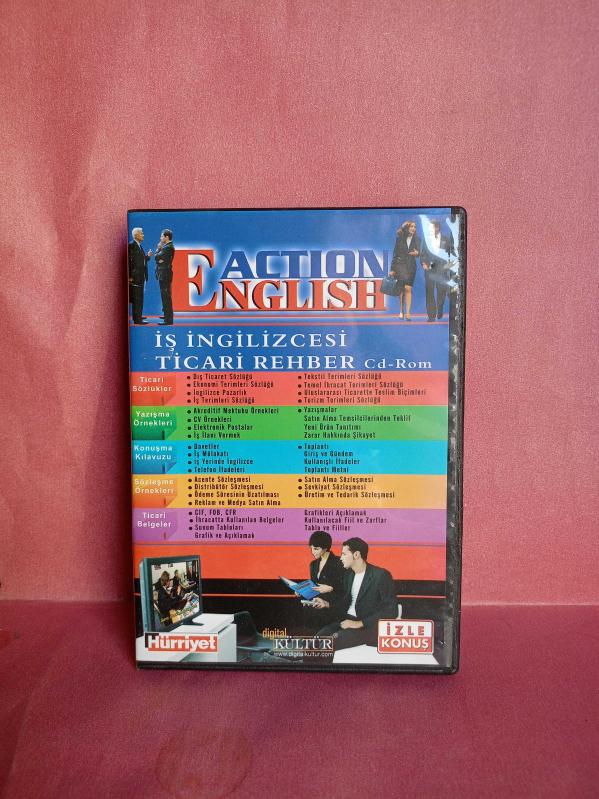 ACTION
ENGLISH
İŞ İNGİLİZCESİ
TİCARİ REHBER Cd-Rom
Ticari
Sözlükler
• Dış Ticaret Sözlüğü
• Ekonomi Terimleri Sözlüğü
• İngilizce Pazarlık
• İş Terimleri Sözlüğü
• Tekstil Terimleri Sözlüğü
• Temel İhracat Terimleri Sözlüğü
• Uluslararası Ticarette Teslim Biçimleri
• Turizm Terimleri Sözlüğü
Yazışma
Örnekleri
• Akreditif Mektubu Örnekleri
• CV Örnekleri
• Elektronik Postalar
• İş İlanı Vermek
• Yazışmalar
Satın Alma Temsilcilerinden Teklif
Yeni Ürün Tanıtımı
Zarar Hakkında Şikayet
Konuşma
Kılavuzu
• Davetler
• İş Mülakatı
• İş Yerinde İngilizce
• Telefon İfadeleri
• Toplantı
Giriş ve Gündem
Kullanışlı İfadeler
Toplantı Metni
Sözleşme
Örnekleri
• Acente Sözleşmesi
• Distribütör Sözleşmesi
• Ödeme Süresinin Uzatılması
• Reklam ve Medya Satın Alma
• Satın Alma Sözleşmesi
• Sevkiyat Sözleşmesi
• Üretim ve Tedarik Sözleşmesi
Ticari
Belgeler
• CIF, FOB, CFR
• İhracatta Kullanılan Belgeler
• Sunum Tabloları
Grafik ve Açıklamak
Grafikleri Açıklamak
Kullanılacak Fiil ve Zarflar
Tablo ve Fiiller
Hürriyet
digital
KÜLTÜR
www.digitalkultur.com
İZLE
KONUŞ